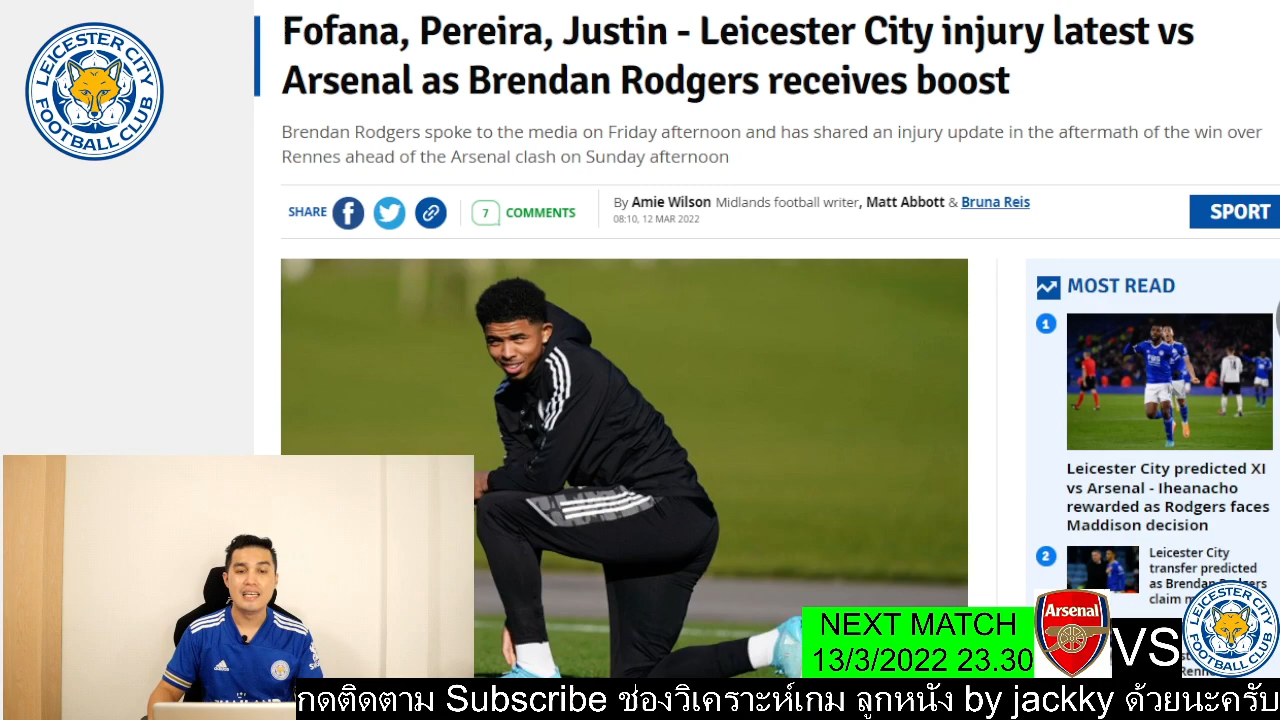 LEICESTER CITY
FOOTBALL CLUB
Fofana, Pereira, Justin - Leicester City injury latest vs
Arsenal as Brendan Rodgers receives boost
Brendan Rodgers spoke to the media on Friday afternoon and has shared an injury update in the aftermath of the win over
Rennes ahead of the Arsenal clash on Sunday afternoon
SHARE
7 COMMENTS
By Amie Wilson Midlands football writer, Matt Abbott & Bruna Reis
08:10, 12 MAR 2022
SPORT
MOST READ
1
Leicester City predicted XI
vs Arsenal - Iheanacho
rewarded as Rodgers faces
Maddison decision
2
Leicester City
transfer predicted
as Brendan Rodgers
claim
NEXT MATCH
13/3/2022 23.30
Arsenal
VS
LEICESTER CITY
FOOTBALL CLUB
adidas
กดติดตาม Subscribe ช่องวิเคราะห์เกม ลูกหนัง by jackky ด้วยนะครับ